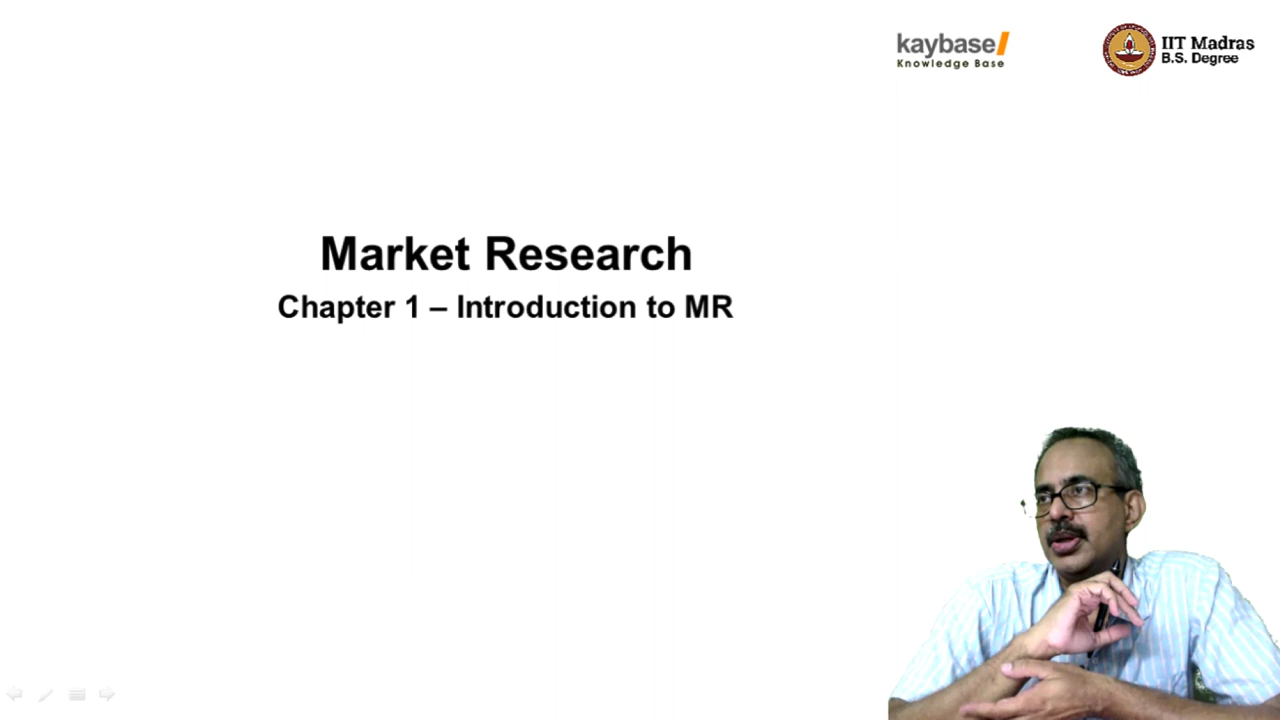 kaybase
Knowledge Base
IIT Madras
B.S. Degree
Market Research
Chapter 1 – Introduction to MR